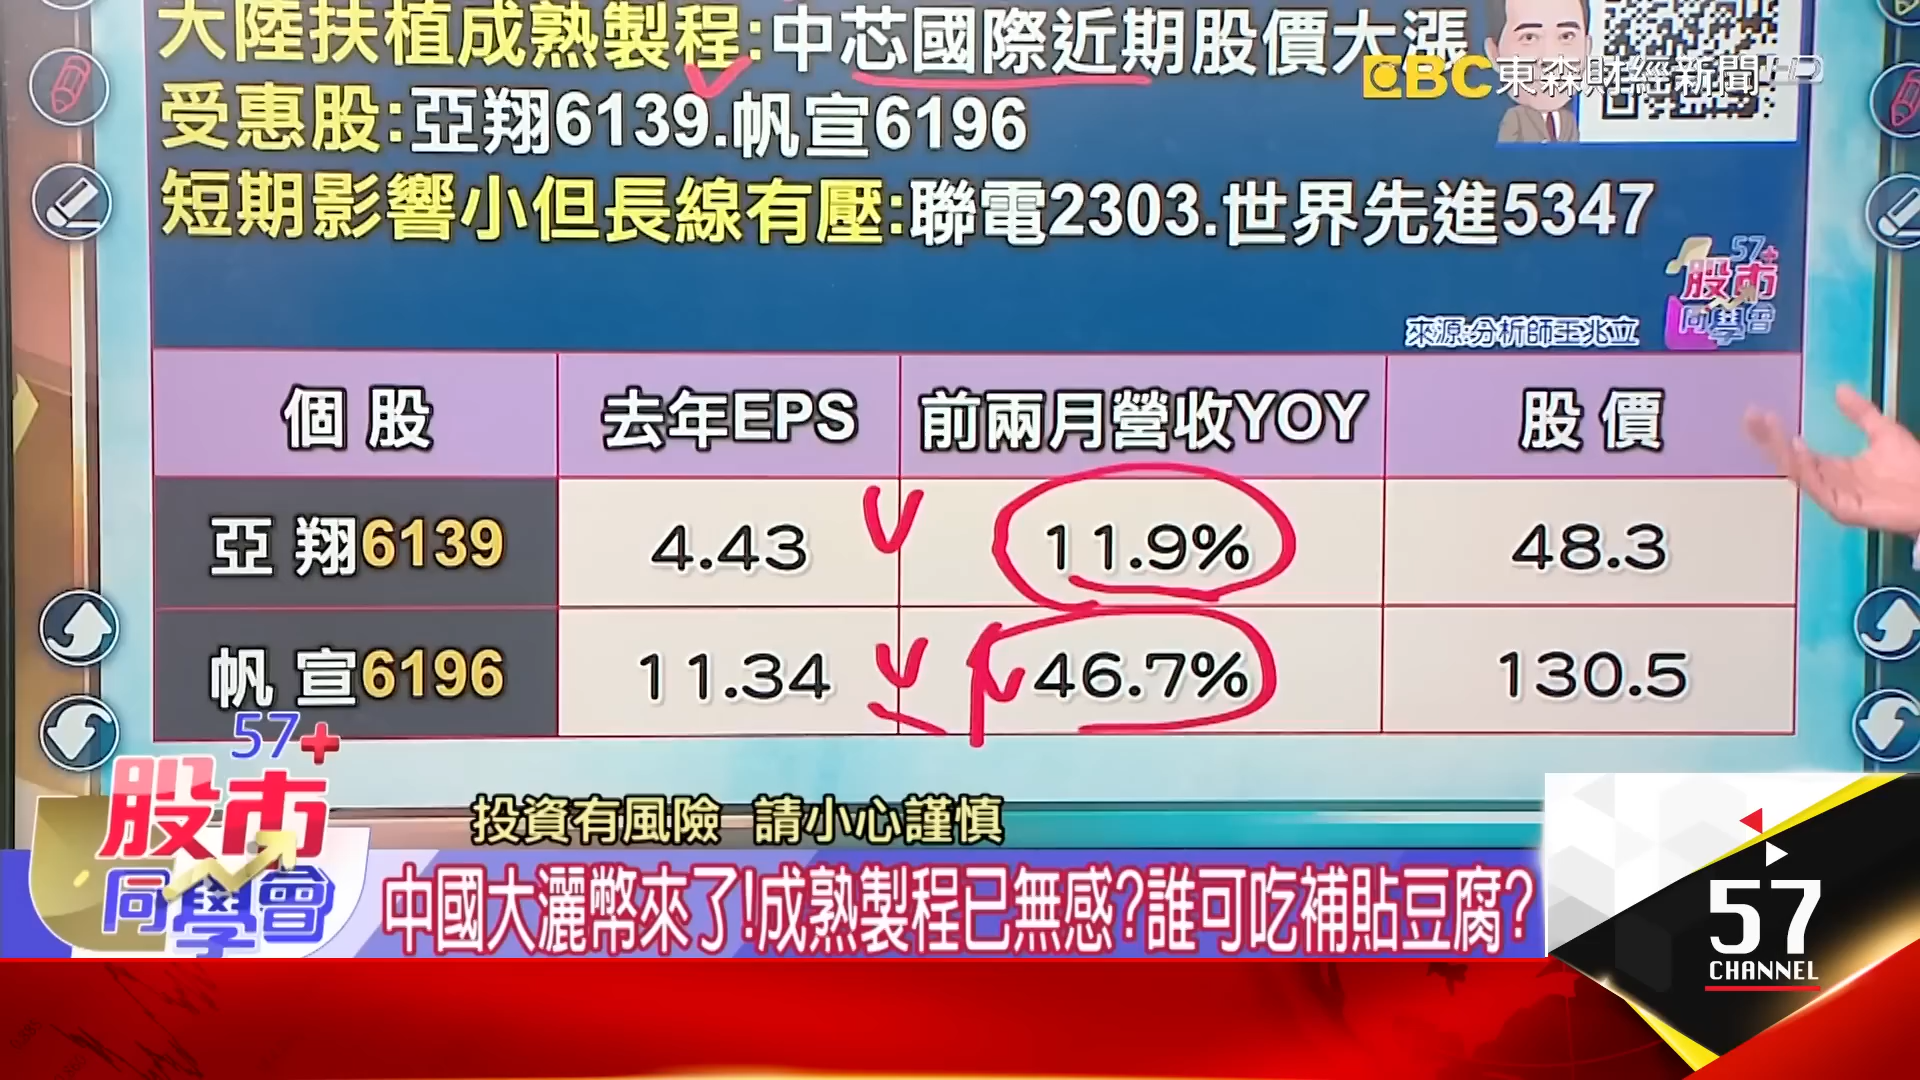 大陸扶植成熟製程:中芯國際近期股價大漲
EBC東森財經新聞HD
受惠股:亞翔6139.帆宣6196
短期影響小但長線有壓:聯電2303.世界先進5347
57+
股市
同學會
來源:分析師王兆立
個股 去年EPS 前兩月營收YOY 股價
亞翔6139 4.43 11.9% 48.3
帆宣6196 11.34 46.7% 130.5
57+
股市
同學會
投資有風險 請小心謹慎
中國大灑幣來了!成熟製程已無感?誰可吃補貼豆腐?
57
CHANNEL